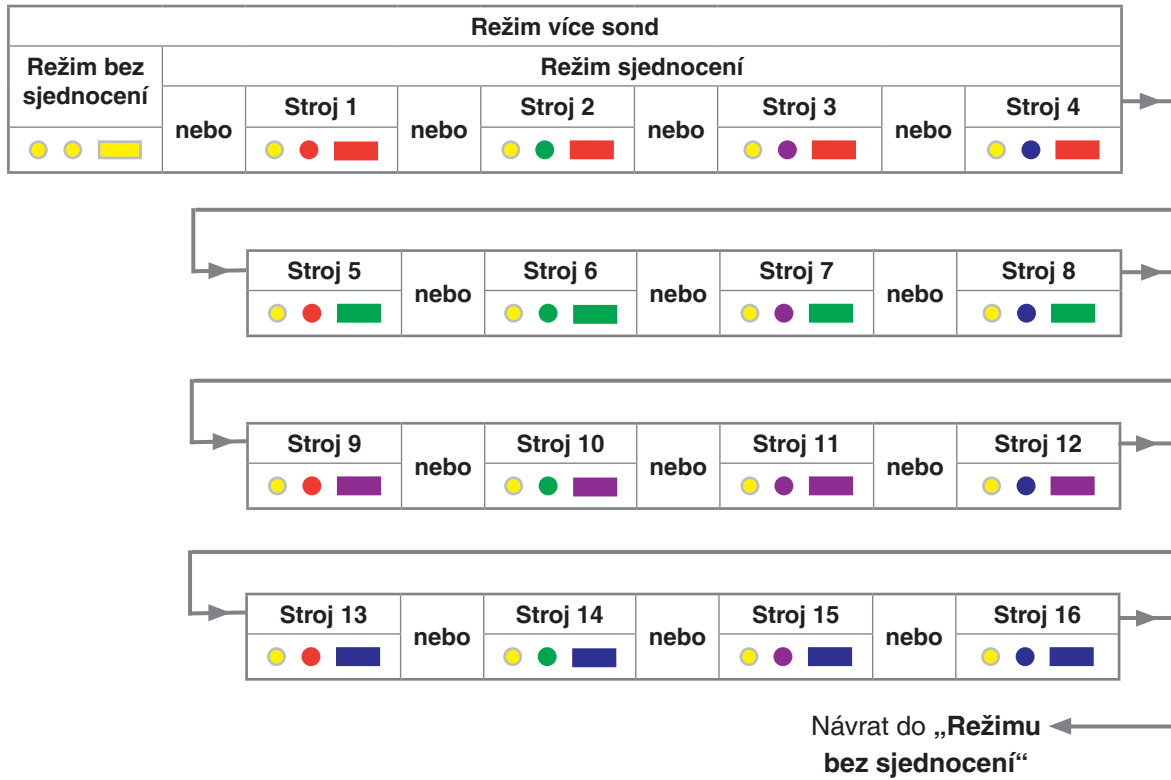 Režim více sond
Režim bez
sjednocení
Režim sjednocení
nebo
Stroj 1
nebo
Stroj 2
nebo
Stroj 3
nebo
Stroj 4
Stroj 5
nebo
Stroj 6
nebo
Stroj 7
nebo
Stroj 8
Stroj 9
nebo
Stroj 10
nebo
Stroj 11
nebo
Stroj 12
Stroj 13
nebo
Stroj 14
nebo
Stroj 15
nebo
Stroj 16
Návrat do „Režimu
bez sjednocení“